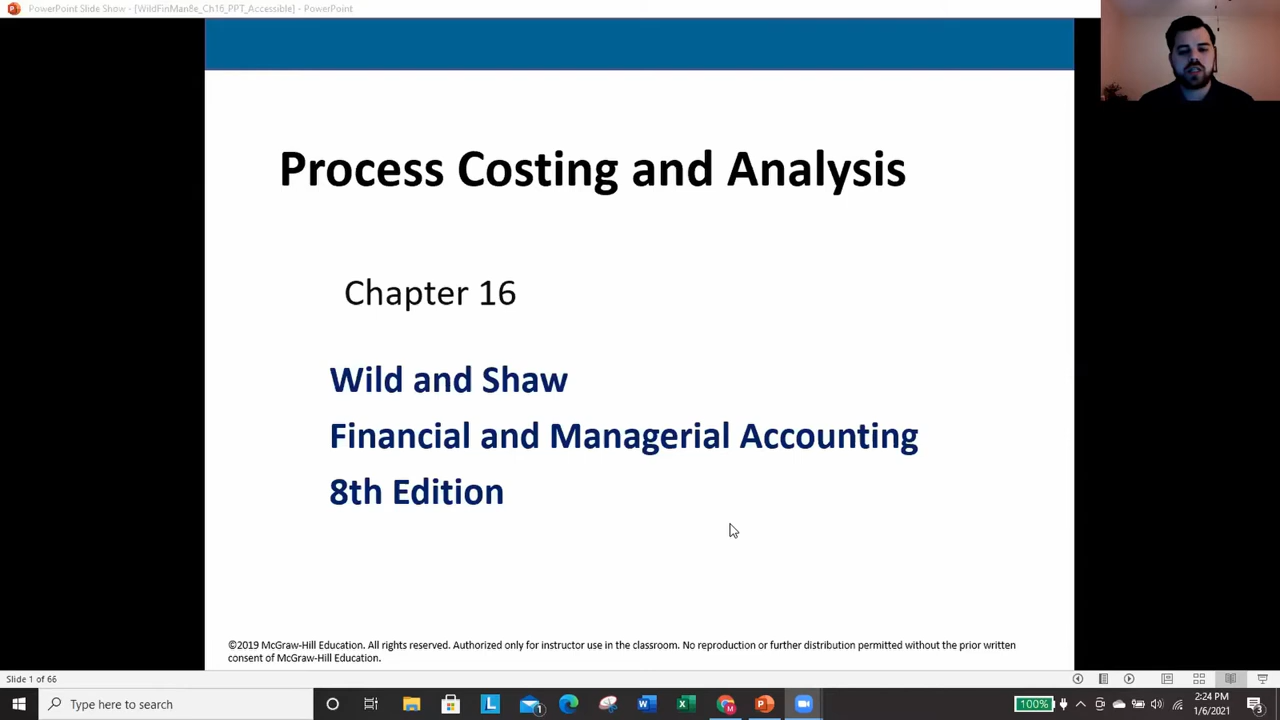 PowerPoint Slide Show - [WildFinMan8e_Ch16_PPT_Accessible] - PowerPoint
Process Costing and Analysis
Chapter 16
Wild and Shaw
Financial and Managerial Accounting
8th Edition
©2019 McGraw-Hill Education. All rights reserved. Authorized only for instructor use in the classroom. No reproduction or further distribution permitted without the prior written
consent of McGraw-Hill Education.
Slide 1 of 66
Type here to search
100%
2:24 PM
1/6/2021